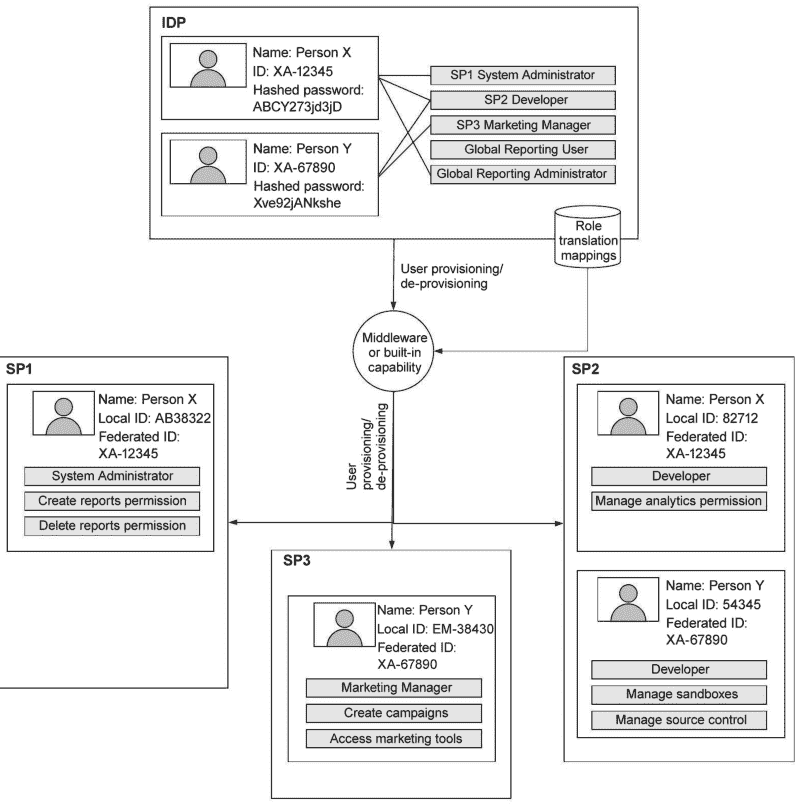 IDP
Name: Person X
ID: XA-12345
Hashed password:
ABCY273jd3jD
Name: Person Y
ID: XA-67890
Hashed password:
Xve92jANkshe
SP1 System Administrator
SP2 Developer
SP3 Marketing Manager
Global Reporting User
Global Reporting Administrator
Role
translation
mappings
User provisioning/
de-provisioning
Middleware
or built-in
capability
User
provisioning/
de-provisioning
SP1
Name: Person X
Local ID: AB38322
Federated ID:
XA-12345
System Administrator
Create reports permission
Delete reports permission
SP3
Name: Person Y
Local ID: EM-38430
Federated ID:
XA-67890
Marketing Manager
Create campaigns
Access marketing tools
SP2
Name: Person X
Local ID: 82712
Federated ID:
XA-12345
Developer
Manage analytics permission
Name: Person Y
Local ID: 54345
Federated ID:
XA-67890
Developer
Manage sandboxes
Manage source control